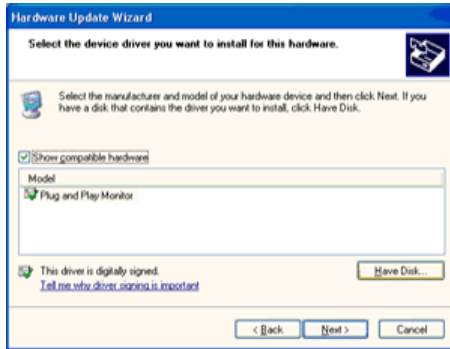 Hardware Update Wizard
Select the device driver you want to install for this hardware.
Select the manufacturer and model of your hardware device and then click Next. If you
have a disk that contains the driver you want to install, click Have Disk.
Show compatible hardware
Model
Plug and Play Monitor
This driver is digitally signed.
Have Disk...
Tell me why driver signing is important
< Back
Next >
Cancel